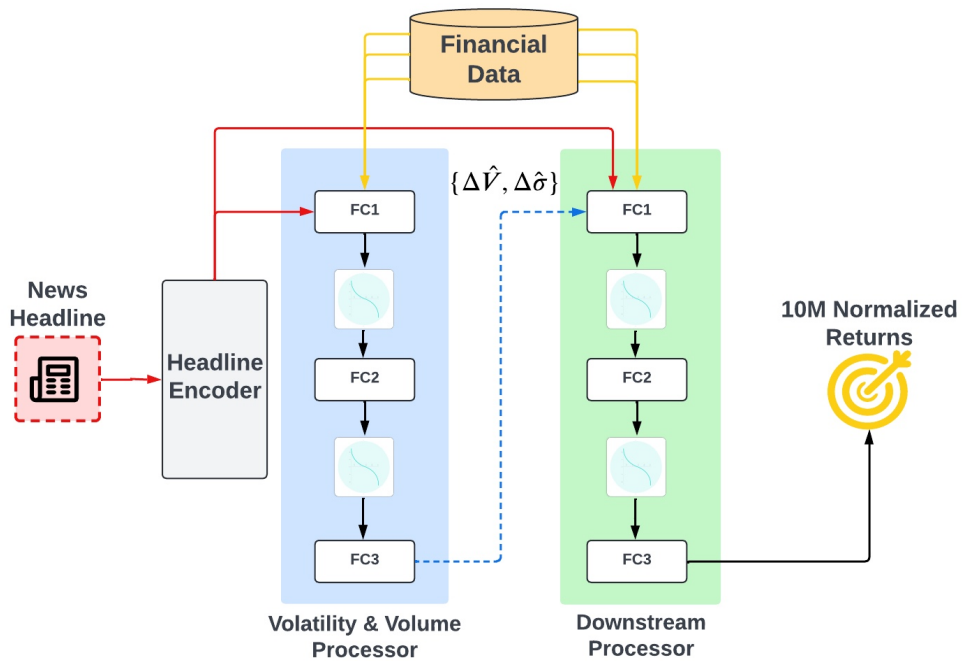 Financial
Data
{ΔV̂, Δσ̂}
FC1
FC1
News
Headline
Headline
Encoder
10M Normalized
Returns
FC2
FC2
FC3
FC3
Volatility & Volume
Processor
Downstream
Processor